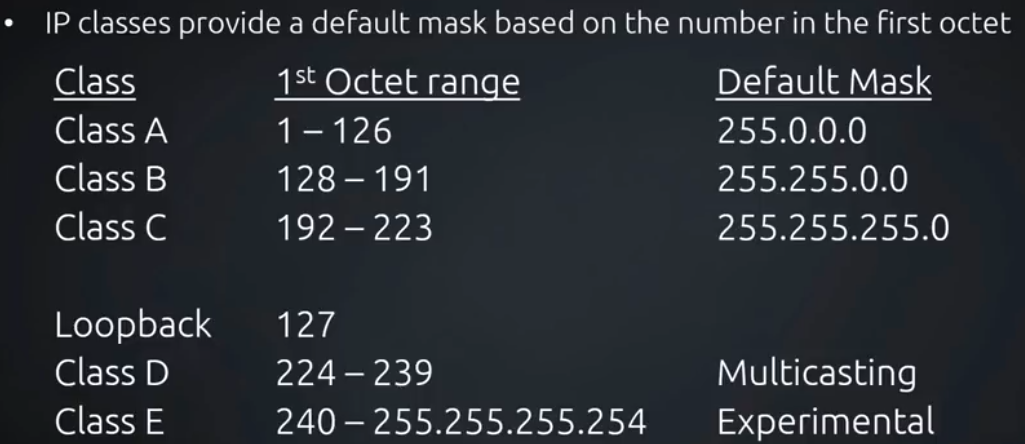 • IP classes provide a default mask based on the number in the first octet
Class 1st Octet range Default Mask
Class A 1 – 126 255.0.0.0
Class B 128 – 191 255.255.0.0
Class C 192 – 223 255.255.255.0
Loopback 127
Class D 224 – 239 Multicasting
Class E 240 – 255.255.255.254 Experimental